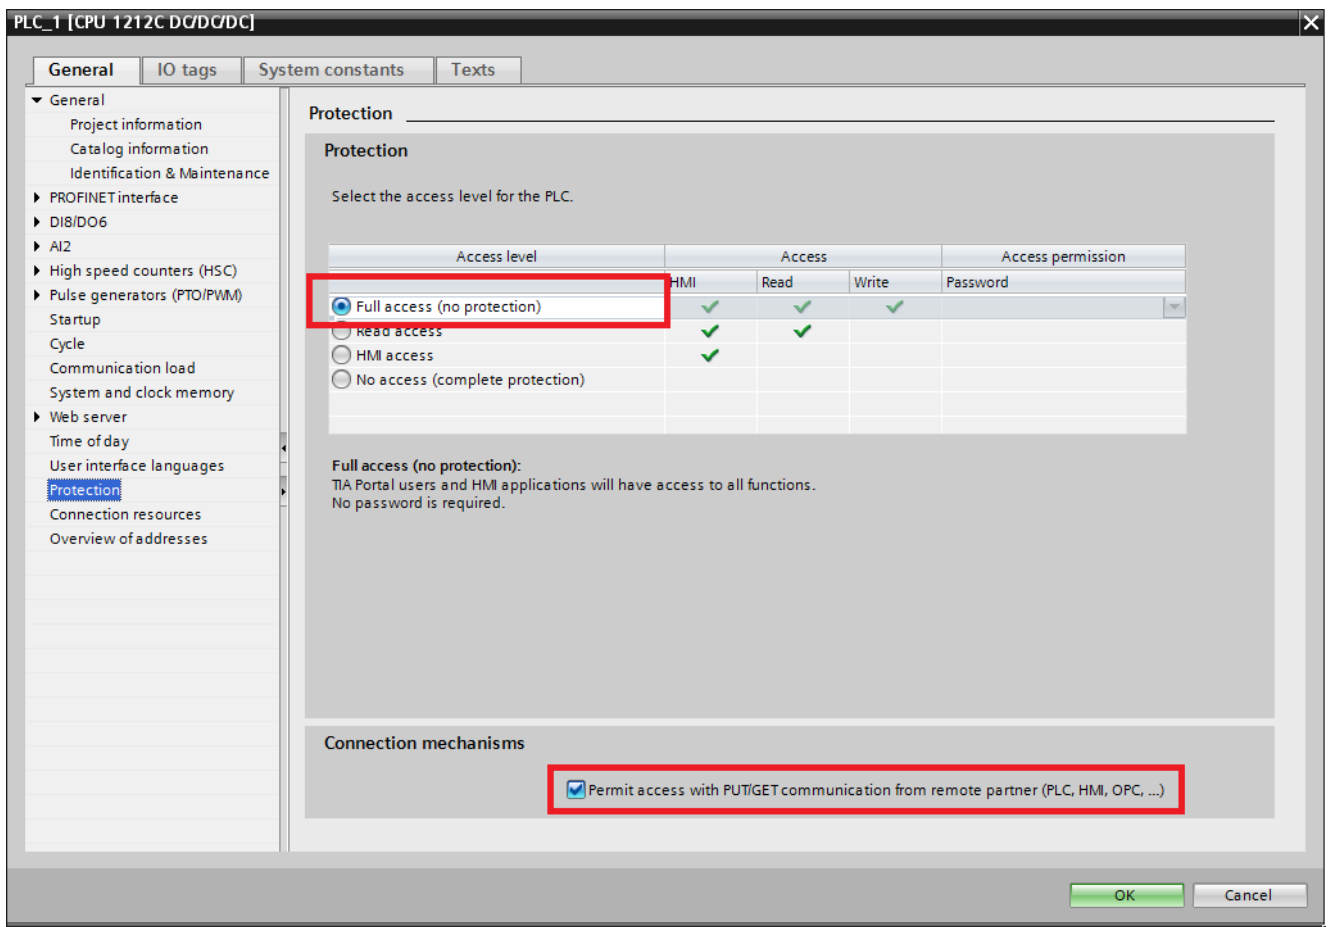 PLC_1 [CPU 1212C DC/DC/DC]
General IO tags System constants Texts
General
Project information
Catalog information
Identification & Maintenance
PROFINET interface
DI8/DO6
AI2
High speed counters (HSC)
Pulse generators (PTO/PWM)
Startup
Cycle
Communication load
System and clock memory
Web server
Time of day
User interface languages
Protection
Connection resources
Overview of addresses
Protection
Protection
Select the access level for the PLC.
Access level Access Access permission
HMI Read Write Password
Full access (no protection)
Read access
HMI access
No access (complete protection)
Full access (no protection):
TIA Portal users and HMI applications will have access to all functions.
No password is required.
Connection mechanisms
Permit access with PUT/GET communication from remote partner (PLC, HMI, OPC, ...)
OK Cancel